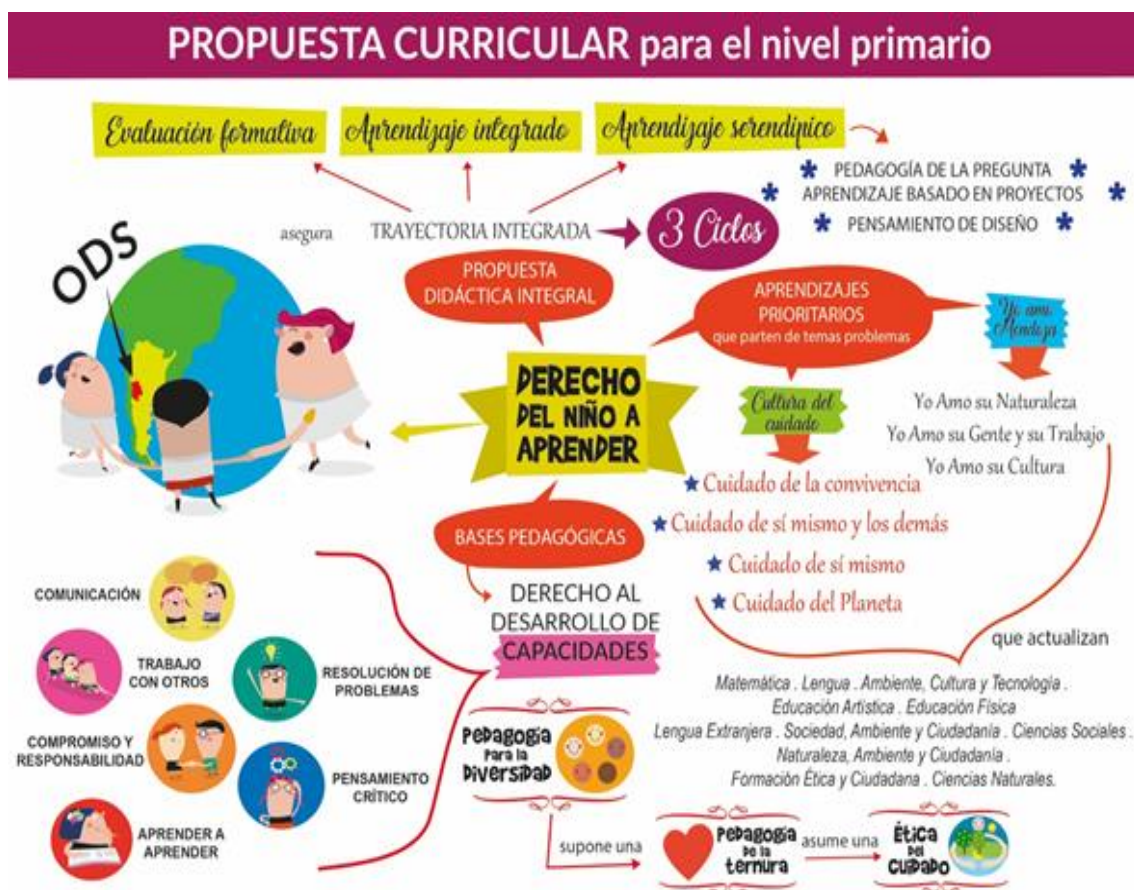 PROPUESTA CURRICULAR para el nivel primario
Evaluación formativa
Aprendizaje integrado
Aprendizaje serendípico
* PEDAGOGÍA DE LA PREGUNTA *
* APRENDIZAJE BASADO EN PROYECTOS *
* PENSAMIENTO DE DISEÑO *
asegura
TRAYECTORIA INTEGRADA
3 Ciclos
ODS
PROPUESTA
DIDÁCTICA INTEGRAL
APRENDIZAJES
PRIORITARIOS
que parten de temas problemas
Yo amo
Mendoza
DERECHO
DEL NIÑO A
APRENDER
Cultura del
cuidado
Yo Amo su Naturaleza
Yo Amo su Gente y su Trabajo
Yo Amo su Cultura
Cuidado de la convivencia
Cuidado de sí mismo y los demás
Cuidado de sí mismo
Cuidado del Planeta
BASES PEDAGÓGICAS
DERECHO AL
DESARROLLO DE
CAPACIDADES
COMUNICACIÓN
TRABAJO
CON OTROS
RESOLUCIÓN DE
PROBLEMAS
COMPROMISO Y
RESPONSABILIDAD
PENSAMIENTO
CRÍTICO
APRENDER A
APRENDER
que actualizan
Matemática . Lengua . Ambiente, Cultura y Tecnología .
Educación Artística . Educación Física
Lengua Extranjera . Sociedad, Ambiente y Ciudadanía . Ciencias Sociales .
Naturaleza, Ambiente y Ciudadanía .
Formación Ética y Ciudadana . Ciencias Naturales.
Pedagogía
para la
Diversidad
supone una
Pedagogía
de la
ternura
asume una
Ética
del
cuidado